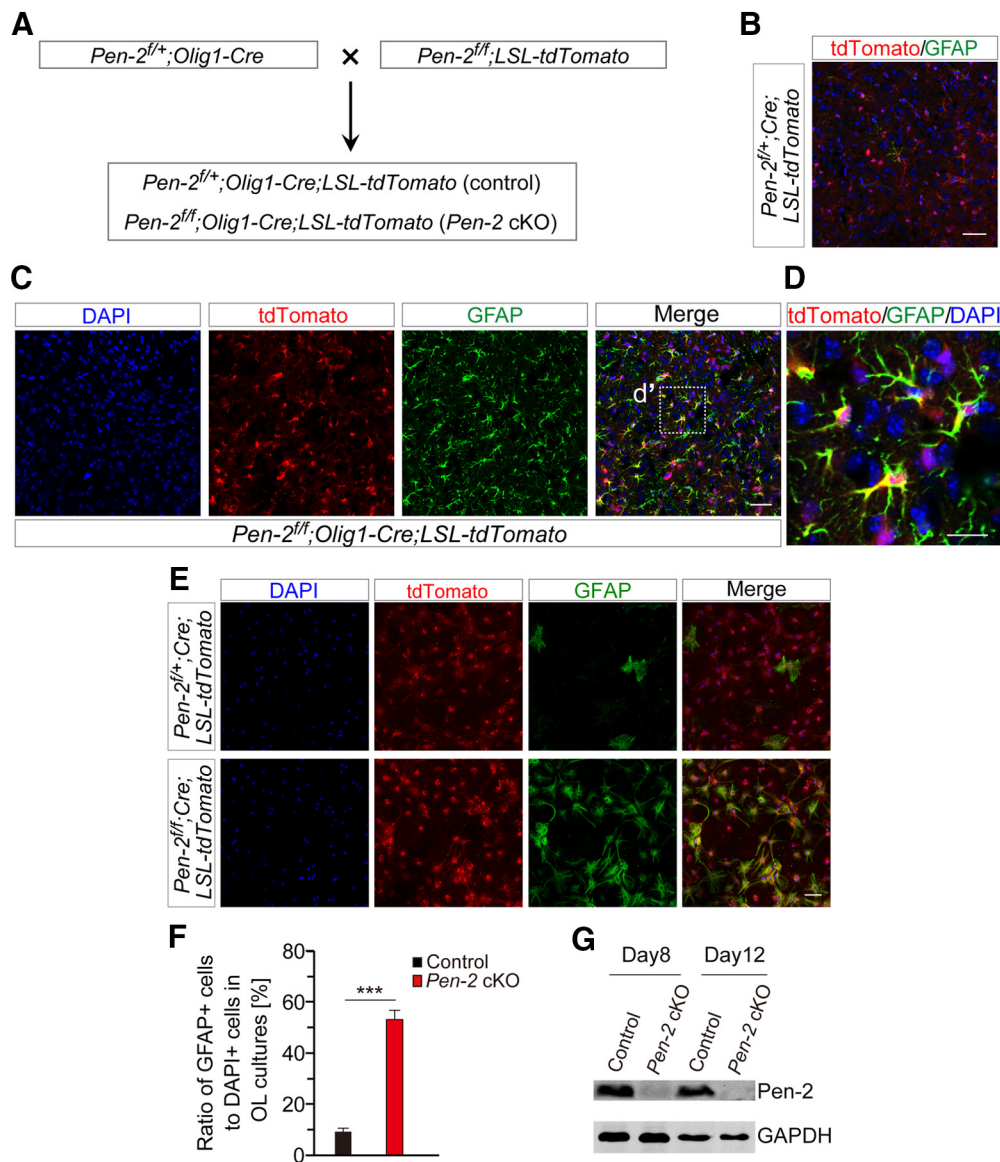 A
Pen-2f/+;Olig1-Cre × Pen-2f/f;LSL-tdTomato
Pen-2f/+;Olig1-Cre;LSL-tdTomato (control)
Pen-2f/f;Olig1-Cre;LSL-tdTomato (Pen-2 cKO)
B
tdTomato/GFAP
Pen-2f/+;Cre;
LSL-tdTomato
C
DAPI tdTomato GFAP Merge
d’
Pen-2f/f;Olig1-Cre;LSL-tdTomato
D
tdTomato/GFAP/DAPI
E
DAPI tdTomato GFAP Merge
Pen-2f/+;Cre;
LSL-tdTomato
Pen-2f/f;Cre;
LSL-tdTomato
F
Ratio of GFAP+ cells
to DAPI+ cells in
OL cultures [%]
80
60
40
20
0
***
Control
Pen-2 cKO
G
Day8 Day12
Control Pen-2 cKO Control Pen-2 cKO
Pen-2
GAPDH